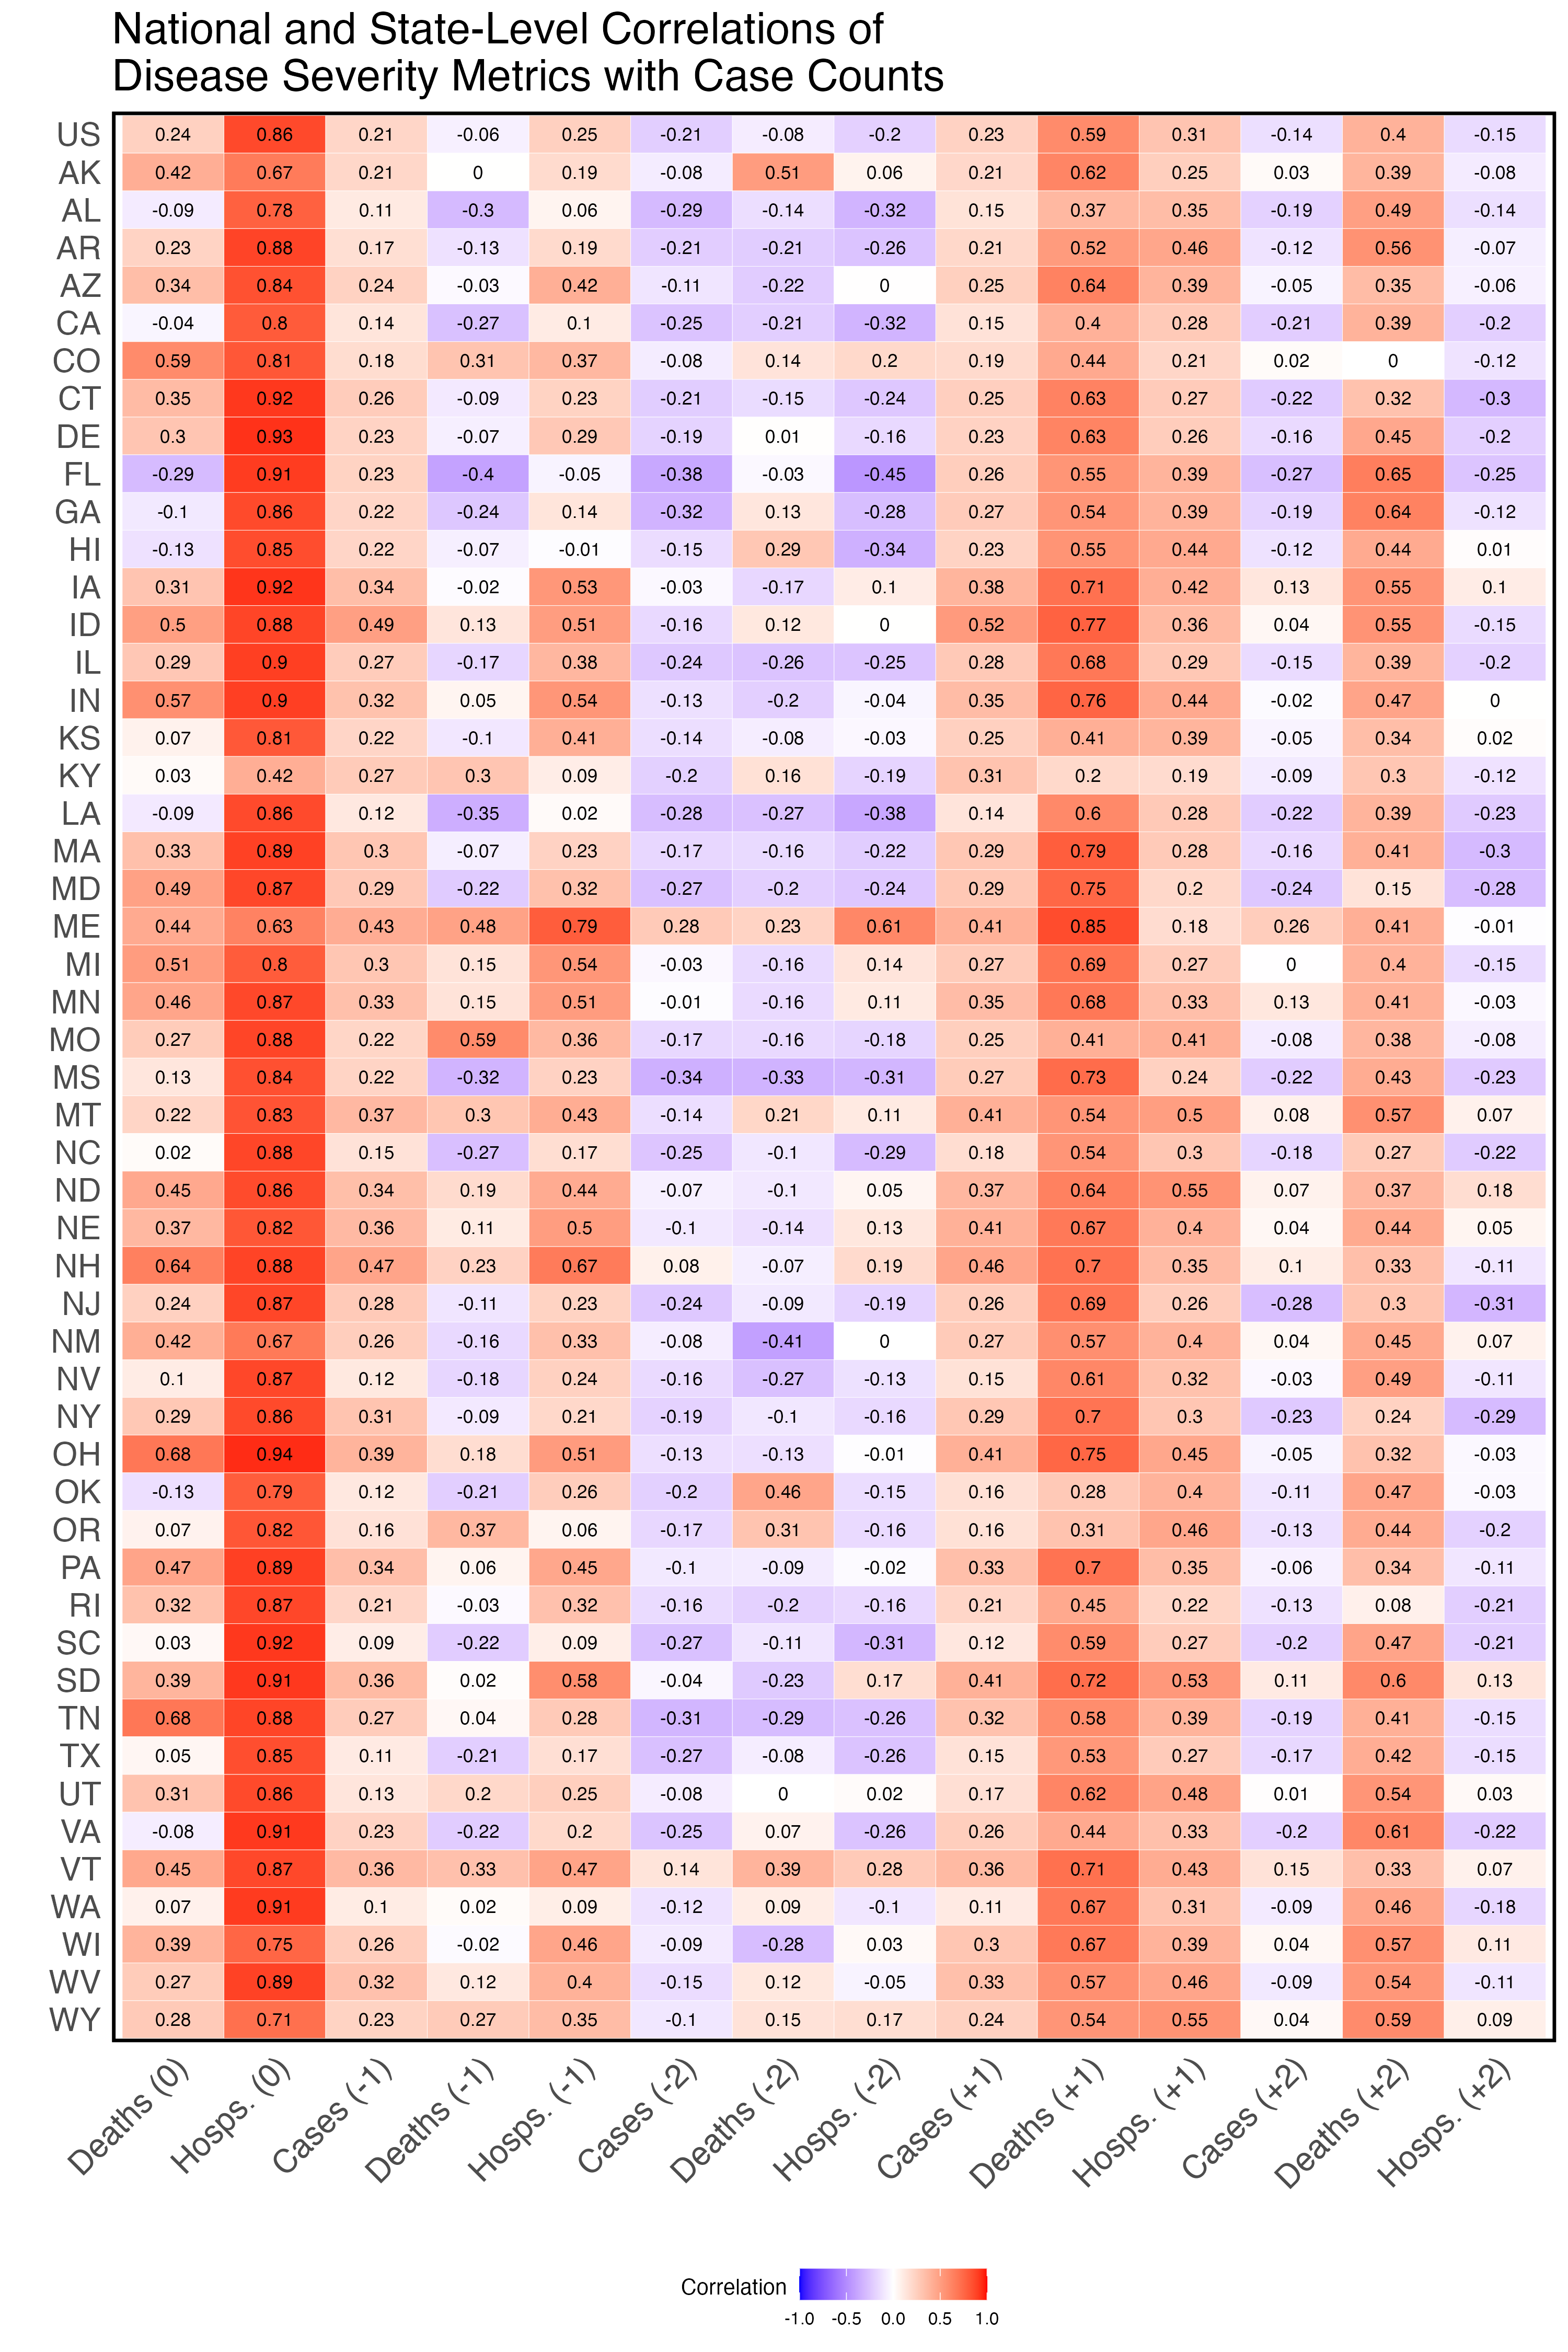 National and State-Level Correlations of
Disease Severity Metrics with Case Counts
US 0.24 0.86 0.21 -0.06 0.25 -0.21 -0.08 -0.2 0.23 0.59 0.31 -0.14 0.4 -0.15
AK 0.42 0.67 0.21 0 0.19 -0.08 0.51 0.06 0.21 0.62 0.25 0.03 0.39 -0.08
AL -0.09 0.78 0.11 -0.3 0.06 -0.29 -0.14 -0.32 0.15 0.37 0.35 -0.19 0.49 -0.14
AR 0.23 0.88 0.17 -0.13 0.19 -0.21 -0.21 -0.26 0.21 0.52 0.46 -0.12 0.56 -0.07
AZ 0.34 0.84 0.24 -0.03 0.42 -0.11 -0.22 0 0.25 0.64 0.39 -0.05 0.35 -0.06
CA -0.04 0.8 0.14 -0.27 0.1 -0.25 -0.21 -0.32 0.15 0.4 0.28 -0.21 0.39 -0.2
CO 0.59 0.81 0.18 0.31 0.37 -0.08 0.14 0.2 0.19 0.44 0.21 0.02 0 -0.12
CT 0.35 0.92 0.26 -0.09 0.23 -0.21 -0.15 -0.24 0.25 0.63 0.27 -0.22 0.32 -0.3
DE 0.3 0.93 0.23 -0.07 0.29 -0.19 0.01 -0.16 0.23 0.63 0.26 -0.16 0.45 -0.2
FL -0.29 0.91 0.23 -0.4 -0.05 -0.38 -0.03 -0.45 0.26 0.55 0.39 -0.27 0.65 -0.25
GA -0.1 0.86 0.22 -0.24 0.14 -0.32 0.13 -0.28 0.27 0.54 0.39 -0.19 0.64 -0.12
HI -0.13 0.85 0.22 -0.07 -0.01 -0.15 0.29 -0.34 0.23 0.55 0.44 -0.12 0.44 0.01
IA 0.31 0.92 0.34 -0.02 0.53 -0.03 -0.17 0.1 0.38 0.71 0.42 0.13 0.55 0.1
ID 0.5 0.88 0.49 0.13 0.51 -0.16 0.12 0 0.52 0.77 0.36 0.04 0.55 -0.15
IL 0.29 0.9 0.27 -0.17 0.38 -0.24 -0.26 -0.25 0.28 0.68 0.29 -0.15 0.39 -0.2
IN 0.57 0.9 0.32 0.05 0.54 -0.13 -0.2 -0.04 0.35 0.76 0.44 -0.02 0.47 0
KS 0.07 0.81 0.22 -0.1 0.41 -0.14 -0.08 -0.03 0.25 0.41 0.39 -0.05 0.34 0.02
KY 0.03 0.42 0.27 0.3 0.09 -0.2 0.16 -0.19 0.31 0.2 0.19 -0.09 0.3 -0.12
LA -0.09 0.86 0.12 -0.35 0.02 -0.28 -0.27 -0.38 0.14 0.6 0.28 -0.22 0.39 -0.23
MA 0.33 0.89 0.3 -0.07 0.23 -0.17 -0.16 -0.22 0.29 0.79 0.28 -0.16 0.41 -0.3
MD 0.49 0.87 0.29 -0.22 0.32 -0.27 -0.2 -0.24 0.29 0.75 0.2 -0.24 0.15 -0.28
ME 0.44 0.63 0.43 0.48 0.79 0.28 0.23 0.61 0.41 0.85 0.18 0.26 0.41 -0.01
MI 0.51 0.8 0.3 0.15 0.54 -0.03 -0.16 0.14 0.27 0.69 0.27 0 0.4 -0.15
MN 0.46 0.87 0.33 0.15 0.51 -0.01 -0.16 0.11 0.35 0.68 0.33 0.13 0.41 -0.03
MO 0.27 0.88 0.22 0.59 0.36 -0.17 -0.16 -0.18 0.25 0.41 0.41 -0.08 0.38 -0.08
MS 0.13 0.84 0.22 -0.32 0.23 -0.34 -0.33 -0.31 0.27 0.73 0.24 -0.22 0.43 -0.23
MT 0.22 0.83 0.37 0.3 0.43 -0.14 0.21 0.11 0.41 0.54 0.5 0.08 0.57 0.07
NC 0.02 0.88 0.15 -0.27 0.17 -0.25 -0.1 -0.29 0.18 0.54 0.3 -0.18 0.27 -0.22
ND 0.45 0.86 0.34 0.19 0.44 -0.07 -0.1 0.05 0.37 0.64 0.55 0.07 0.37 0.18
NE 0.37 0.82 0.36 0.11 0.5 -0.1 -0.14 0.13 0.41 0.67 0.4 0.04 0.44 0.05
NH 0.64 0.88 0.47 0.23 0.67 0.08 -0.07 0.19 0.46 0.7 0.35 0.1 0.33 -0.11
NJ 0.24 0.87 0.28 -0.11 0.23 -0.24 -0.09 -0.19 0.26 0.69 0.26 -0.28 0.3 -0.31
NM 0.42 0.67 0.26 -0.16 0.33 -0.08 -0.41 0 0.27 0.57 0.4 0.04 0.45 0.07
NV 0.1 0.87 0.12 -0.18 0.24 -0.16 -0.27 -0.13 0.15 0.61 0.32 -0.03 0.49 -0.11
NY 0.29 0.86 0.31 -0.09 0.21 -0.19 -0.1 -0.16 0.29 0.7 0.3 -0.23 0.24 -0.29
OH 0.68 0.94 0.39 0.18 0.51 -0.13 -0.13 -0.01 0.41 0.75 0.45 -0.05 0.32 -0.03
OK -0.13 0.79 0.12 -0.21 0.26 -0.2 0.46 -0.15 0.16 0.28 0.4 -0.11 0.47 -0.03
OR 0.07 0.82 0.16 0.37 0.06 -0.17 0.31 -0.16 0.16 0.31 0.46 -0.13 0.44 -0.2
PA 0.47 0.89 0.34 0.06 0.45 -0.1 -0.09 -0.02 0.33 0.7 0.35 -0.06 0.34 -0.11
RI 0.32 0.87 0.21 -0.03 0.32 -0.16 -0.2 -0.16 0.21 0.45 0.22 -0.13 0.08 -0.21
SC 0.03 0.92 0.09 -0.22 0.09 -0.27 -0.11 -0.31 0.12 0.59 0.27 -0.2 0.47 -0.21
SD 0.39 0.91 0.36 0.02 0.58 -0.04 -0.23 0.17 0.41 0.72 0.53 0.11 0.6 0.13
TN 0.68 0.88 0.27 0.04 0.28 -0.31 -0.29 -0.26 0.32 0.58 0.39 -0.19 0.41 -0.15
TX 0.05 0.85 0.11 -0.21 0.17 -0.27 -0.08 -0.26 0.15 0.53 0.27 -0.17 0.42 -0.15
UT 0.31 0.86 0.13 0.2 0.25 -0.08 0 0.02 0.17 0.62 0.48 0.01 0.54 0.03
VA -0.08 0.91 0.23 -0.22 0.2 -0.25 0.07 -0.26 0.26 0.44 0.33 -0.2 0.61 -0.22
VT 0.45 0.87 0.36 0.33 0.47 0.14 0.39 0.28 0.36 0.71 0.43 0.15 0.33 0.07
WA 0.07 0.91 0.1 0.02 0.09 -0.12 0.09 -0.1 0.11 0.67 0.31 -0.09 0.46 -0.18
WI 0.39 0.75 0.26 -0.02 0.46 -0.09 -0.28 0.03 0.3 0.67 0.39 0.04 0.57 0.11
WV 0.27 0.89 0.32 0.12 0.4 -0.15 0.12 -0.05 0.33 0.57 0.46 -0.09 0.54 -0.11
WY 0.28 0.71 0.23 0.27 0.35 -0.1 0.15 0.17 0.24 0.54 0.55 0.04 0.59 0.09
Deaths (0) Hosps. (0) Cases (-1) Deaths (-1) Hosps. (-1) Cases (-2) Deaths (-2) Hosps. (-2) Cases (+1) Deaths (+1) Hosps. (+1) Cases (+2) Deaths (+2) Hosps. (+2)
Correlation
-1.0 -0.5 0.0 0.5 1.0